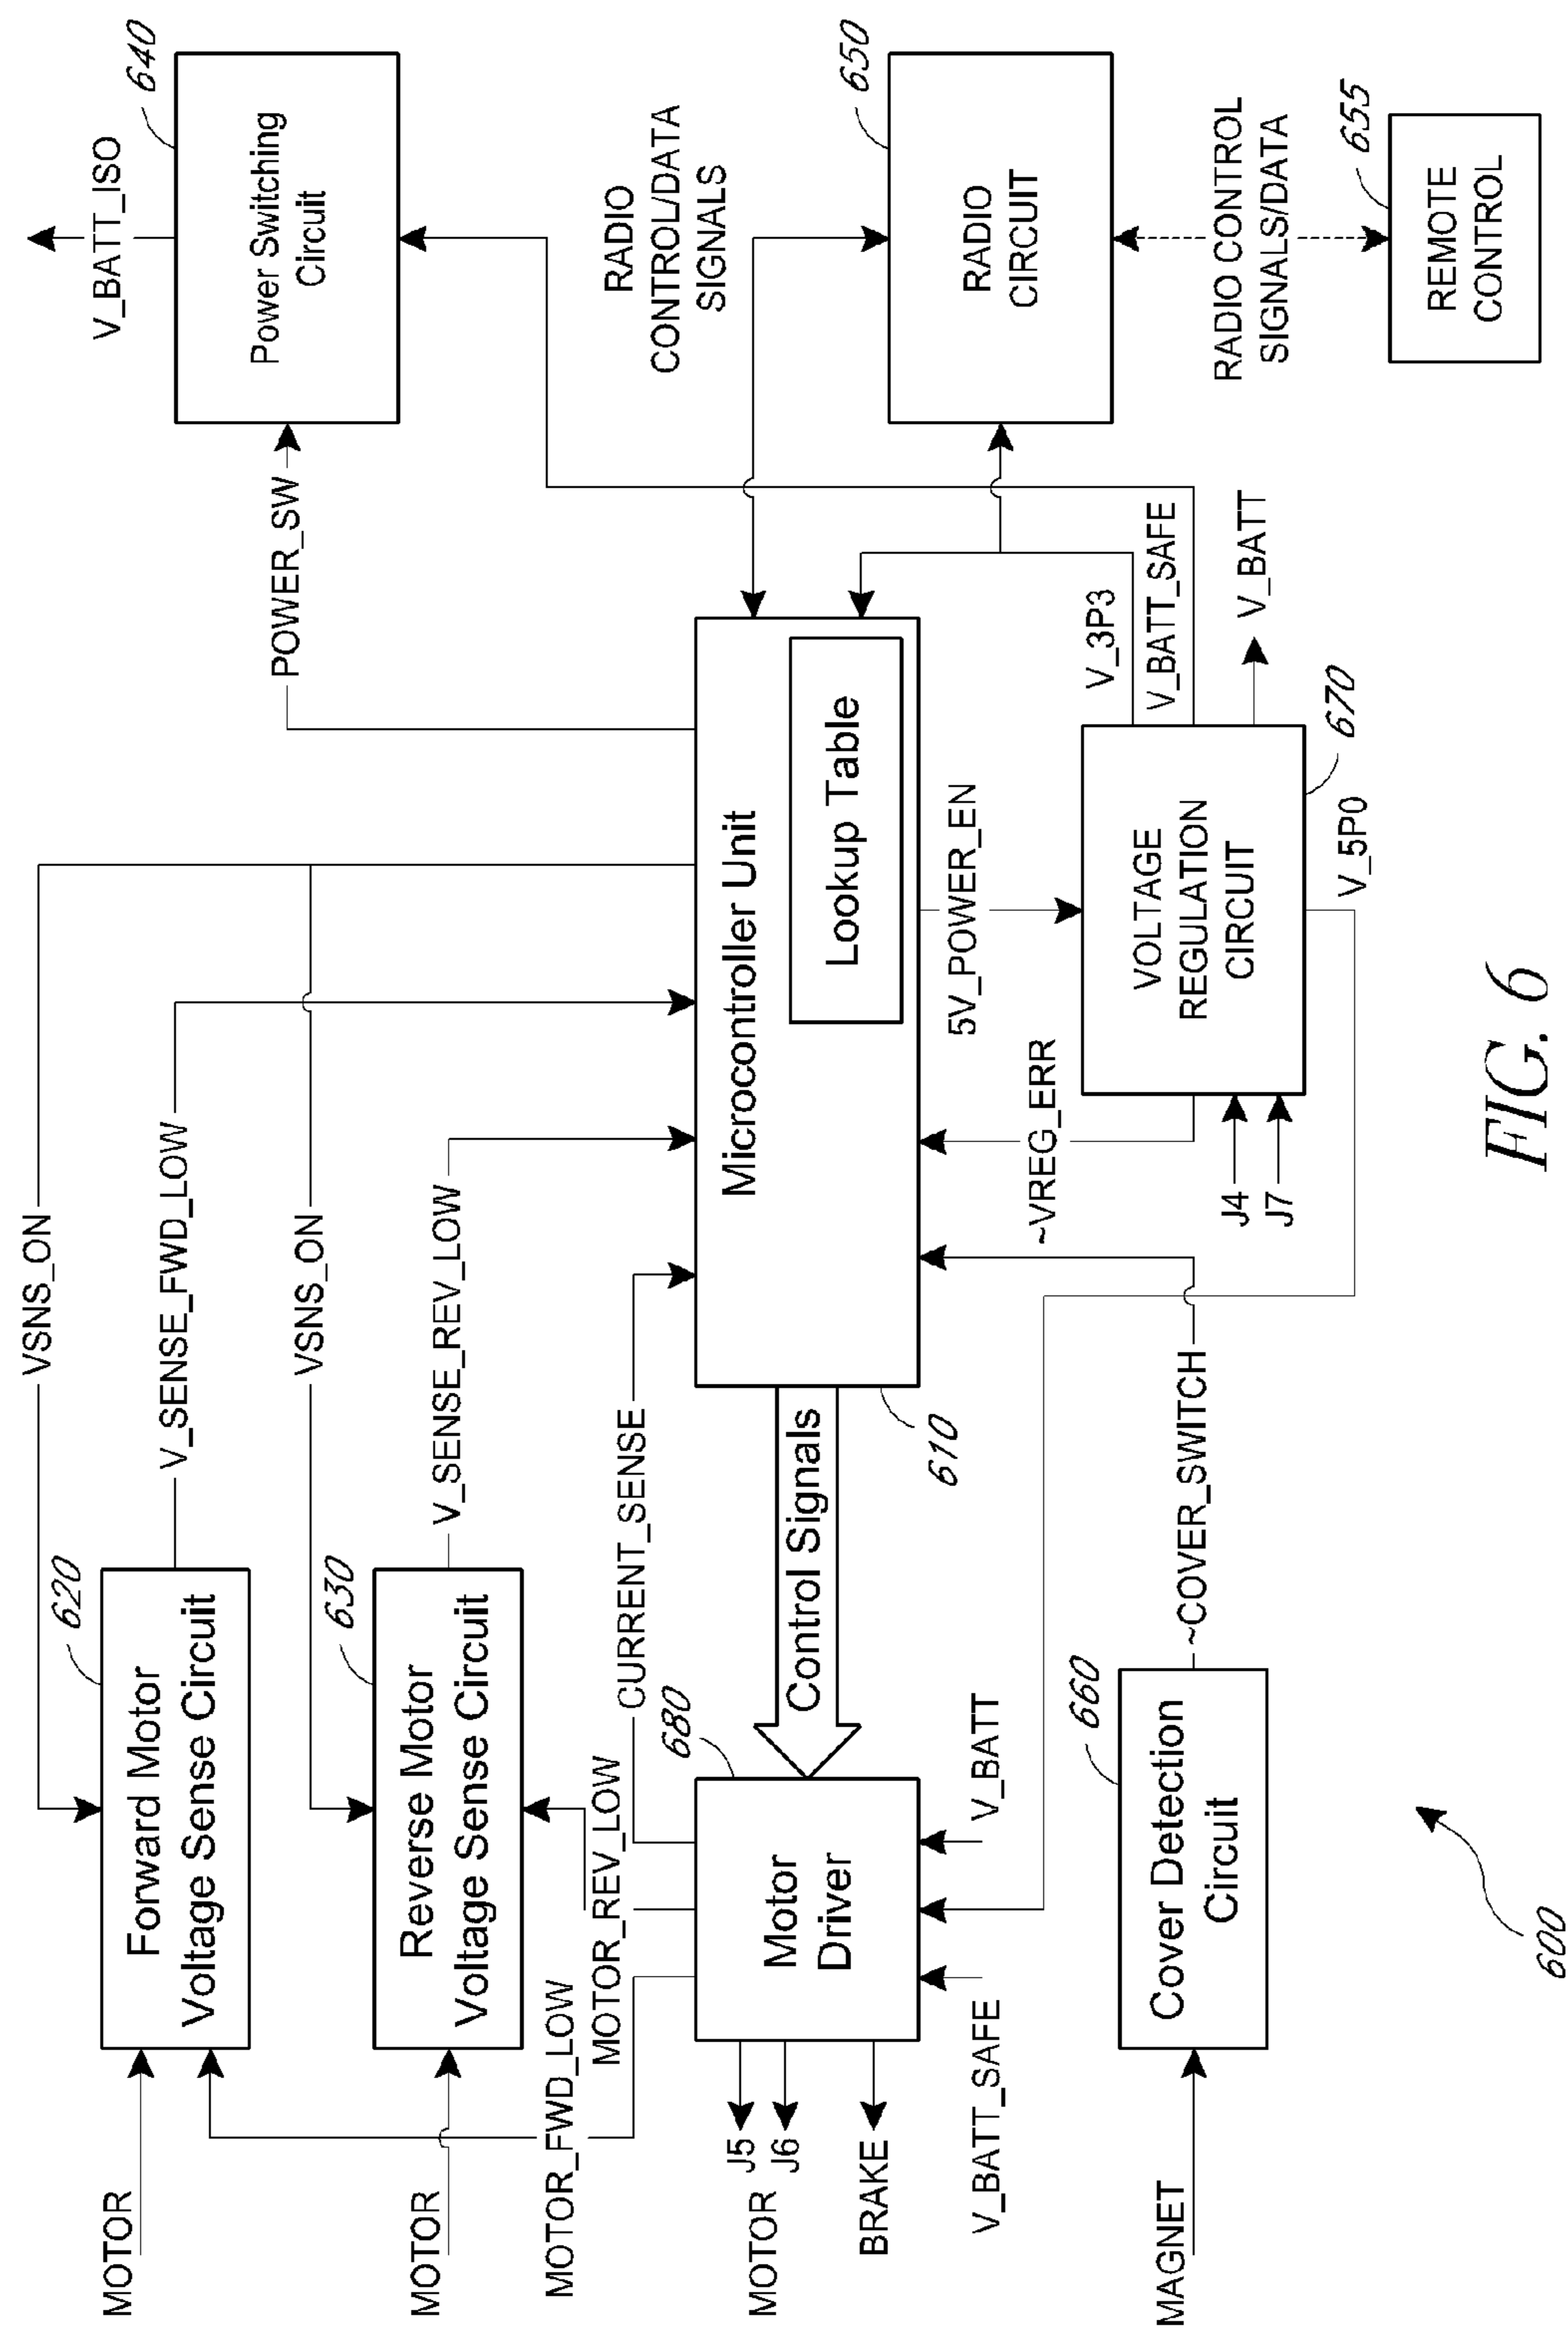 VSNS_ON
V_BATT_ISO
640
620
Forward Motor
Voltage Sense Circuit
MOTOR
V_SENSE_FWD_LOW
POWER_SW
Power Switching
Circuit
VSNS_ON
630
Reverse Motor
Voltage Sense Circuit
MOTOR
V_SENSE_REV_LOW
MOTOR_FWD_LOW
MOTOR_REV_LOW
CURRENT_SENSE
RADIO
CONTROL/DATA
SIGNALS
680
Motor
Driver
J5
MOTOR
J6
BRAKE
Control Signals
Microcontroller Unit
Lookup Table
610
650
RADIO
CIRCUIT
V_BATT_SAFE
V_BATT
5V_POWER_EN
~VREG_ERR
V_3P3
V_BATT_SAFE
V_BATT
660
Cover Detection
Circuit
MAGNET
~COVER_SWITCH
J4
J7
VOLTAGE
REGULATION
CIRCUIT
670
V_5P0
RADIO CONTROL
SIGNALS/DATA
655
REMOTE
CONTROL
600
FIG. 6